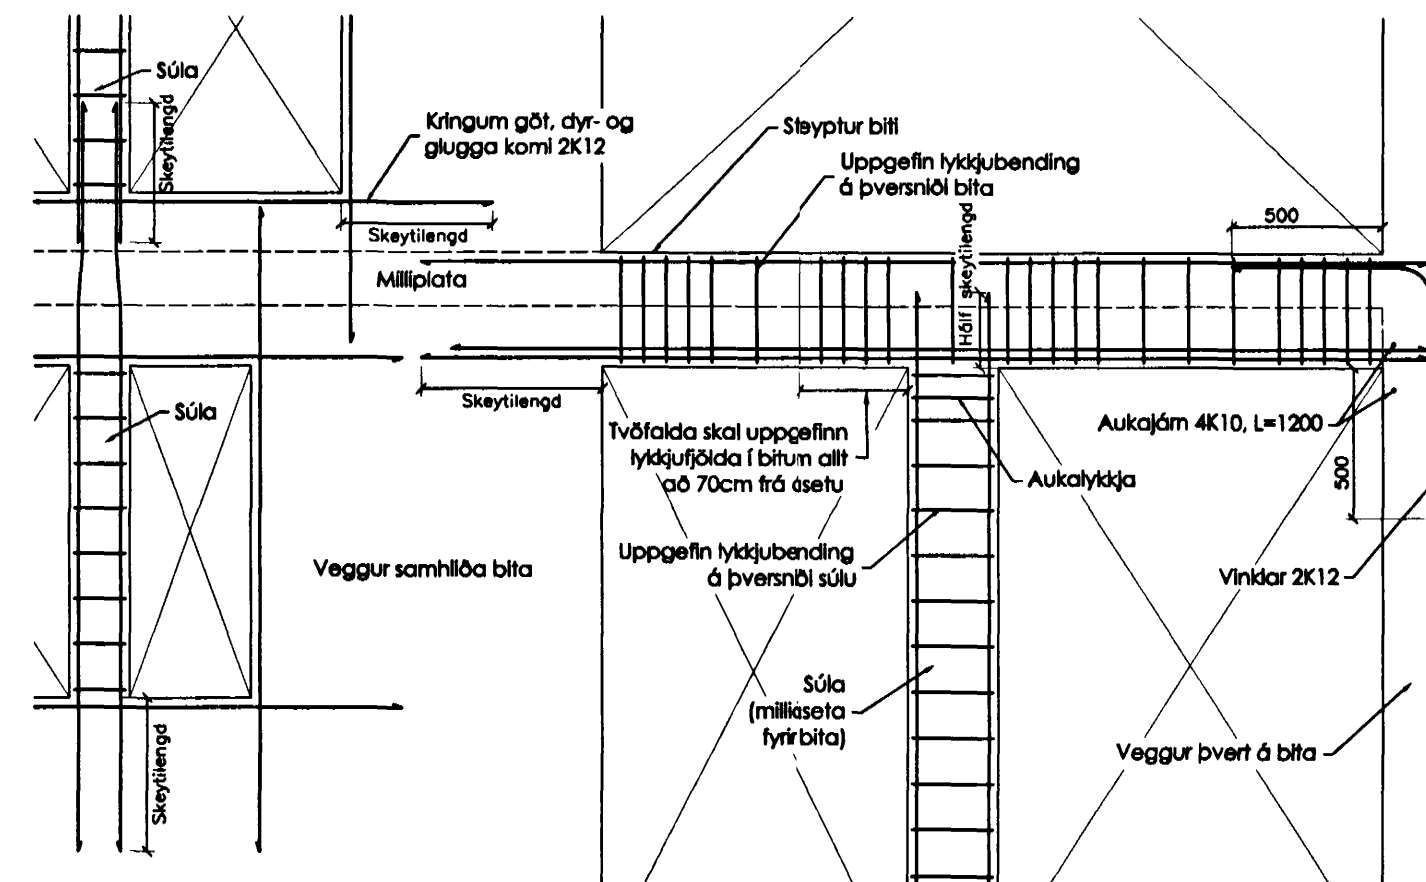 Súla
Skeytilengd
Kringum göt, dyr- og
glugga komi 2K12
Skeytilengd
Steyptur biti
Uppgefin lykkjubending
á þversniði bita
Hálf skeytilengd
500
Milliplata
Skeytilengd
Súla
Tvöfalda skal uppgefinn
lykkjufjölda í bitum allt
að 70cm frá ásetu
Aukajárn 4K10, L=1200
500
Aukalykkja
Uppgefin lykkjubending
á þversniði súlu
Veggur samhliða bita
Vinklar 2K12
Súla
(milliáseta
fyrir bita)
Skeytilengd
Veggur þvert á bita